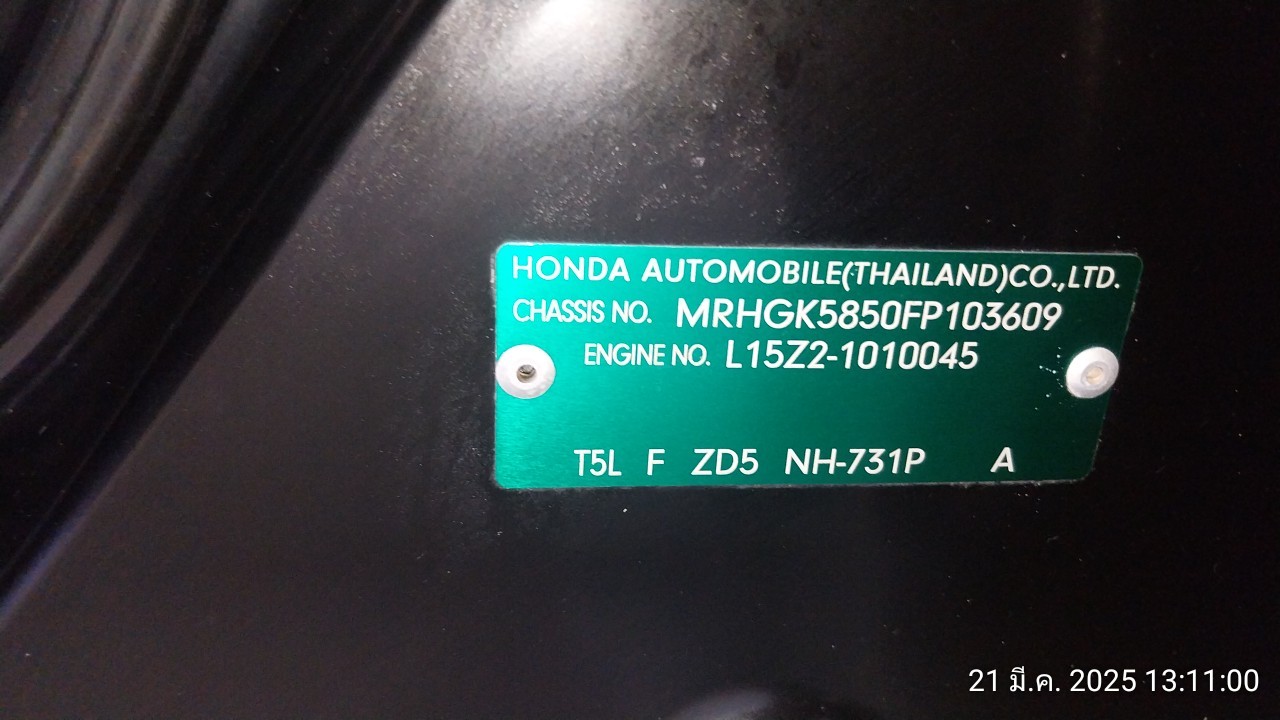 HONDA AUTOMOBILE(THAILAND)CO.,LTD.
CHASSIS NO. MRHGK5850FP103609
ENGINE NO. L15Z2-1010045
T5L F ZD5 NH-731P A
21 มี.ค. 2025 13:11:00